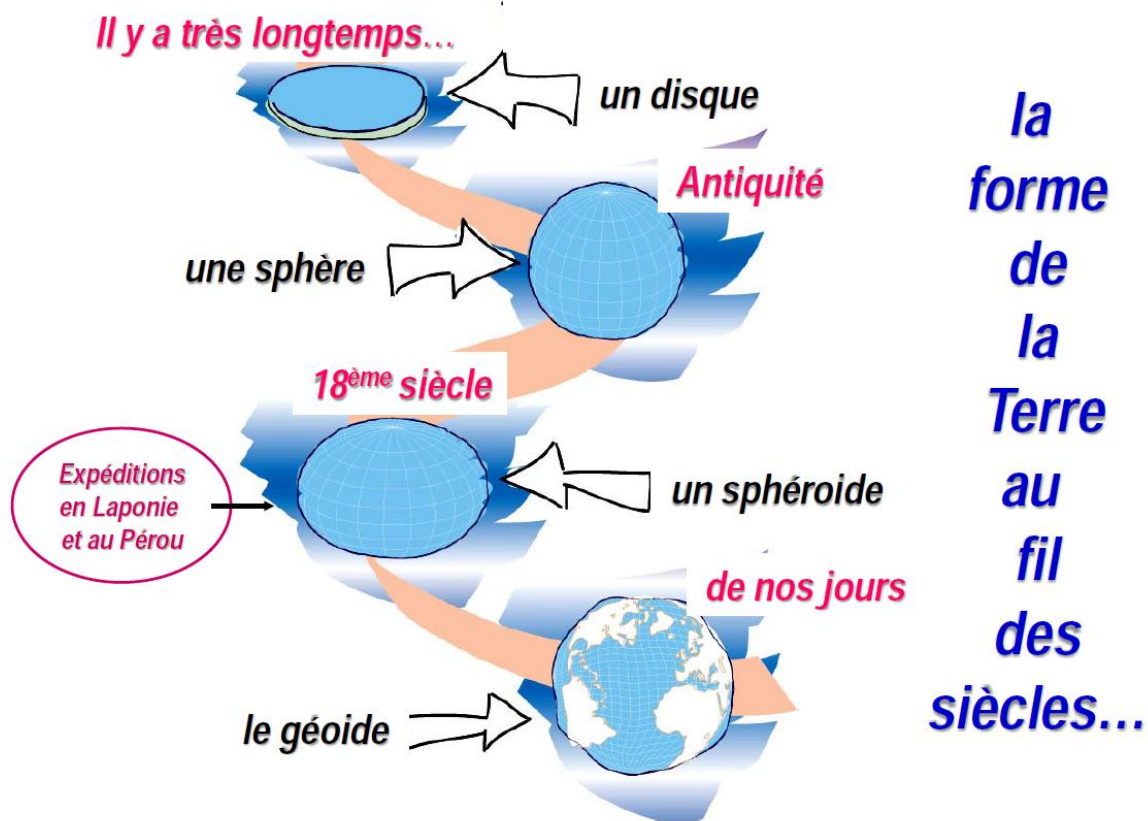 Il y a très longtemps...
un disque
Antiquité
une sphère
18ème siècle
Expéditions
en Laponie
et au Pérou
un sphéroide
de nos jours
le géoide
la
forme
de
la
Terre
au
fil
des
siècles...